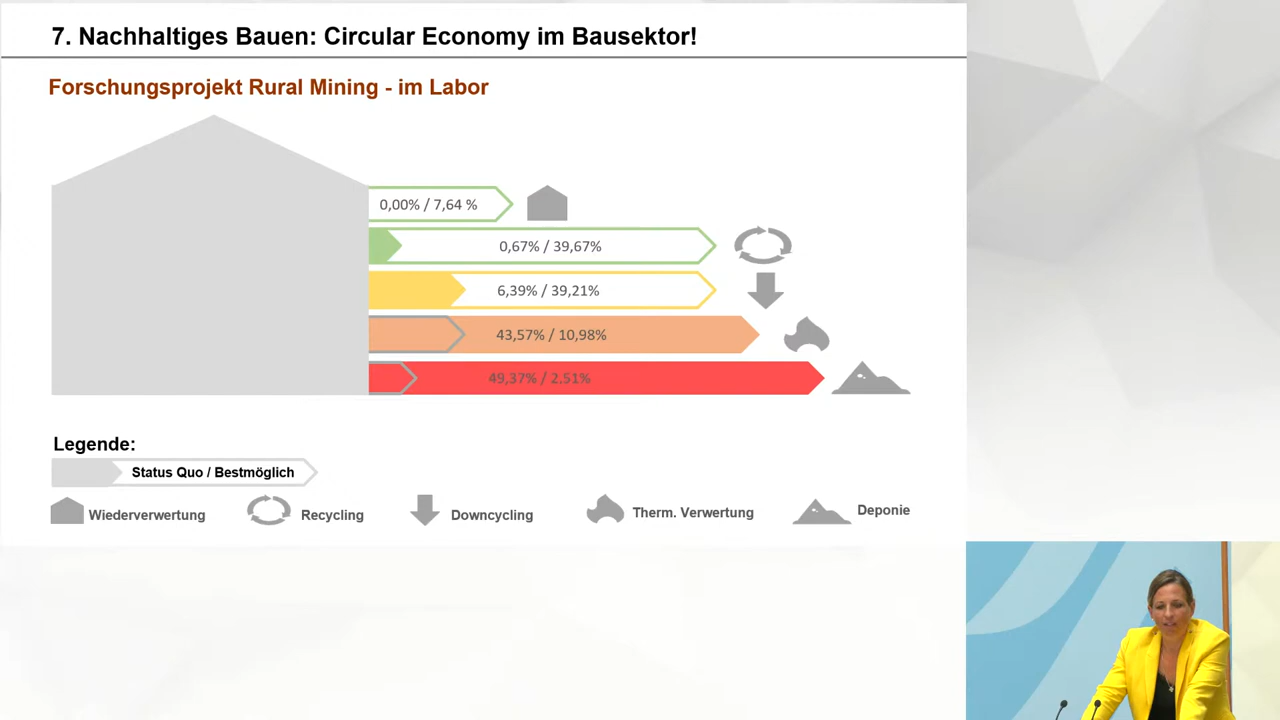 7. Nachhaltiges Bauen: Circular Economy im Bausektor!
Forschungsprojekt Rural Mining - im Labor
0,00% / 7,64 %
0,67% / 39,67%
6,39% / 39,21%
43,57% / 10,98%
49,37% / 2,51%
Legende:
Status Quo / Bestmöglich
Wiederverwertung
Recycling
Downcycling
Therm. Verwertung
Deponie